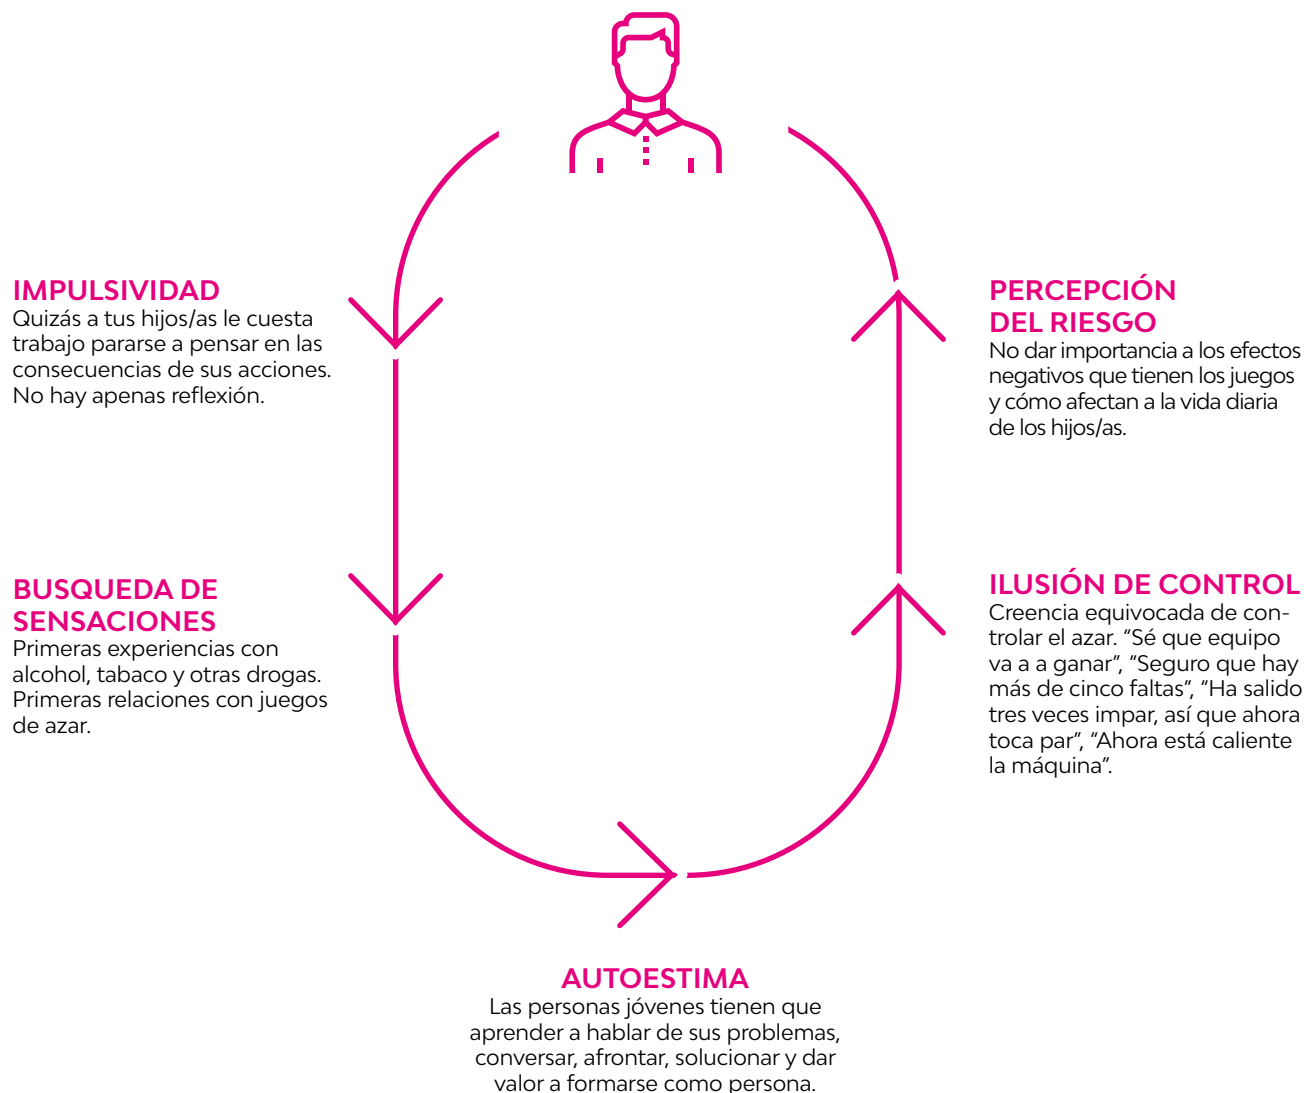 IMPULSIVIDAD
Quizás a tus hijos/as le cuesta
trabajo pararse a pensar en las
consecuencias de sus acciones.
No hay apenas reflexión.
BUSQUEDA DE
SENSACIONES
Primeras experiencias con
alcohol, tabaco y otras drogas.
Primeras relaciones con juegos
de azar.
AUTOESTIMA
Las personas jóvenes tienen que
aprender a hablar de sus problemas,
conversar, afrontar, solucionar y dar
valor a formarse como persona.
ILUSIÓN DE CONTROL
Creencia equivocada de con-
trolar el azar. “Sé que equipo
va a a ganar”, “Seguro que hay
más de cinco faltas”, “Ha salido
tres veces impar, así que ahora
toca par”, “Ahora está caliente
la máquina”.
PERCEPCIÓN
DEL RIESGO
No dar importancia a los efectos
negativos que tienen los juegos
y cómo afectan a la vida diaria
de los hijos/as.